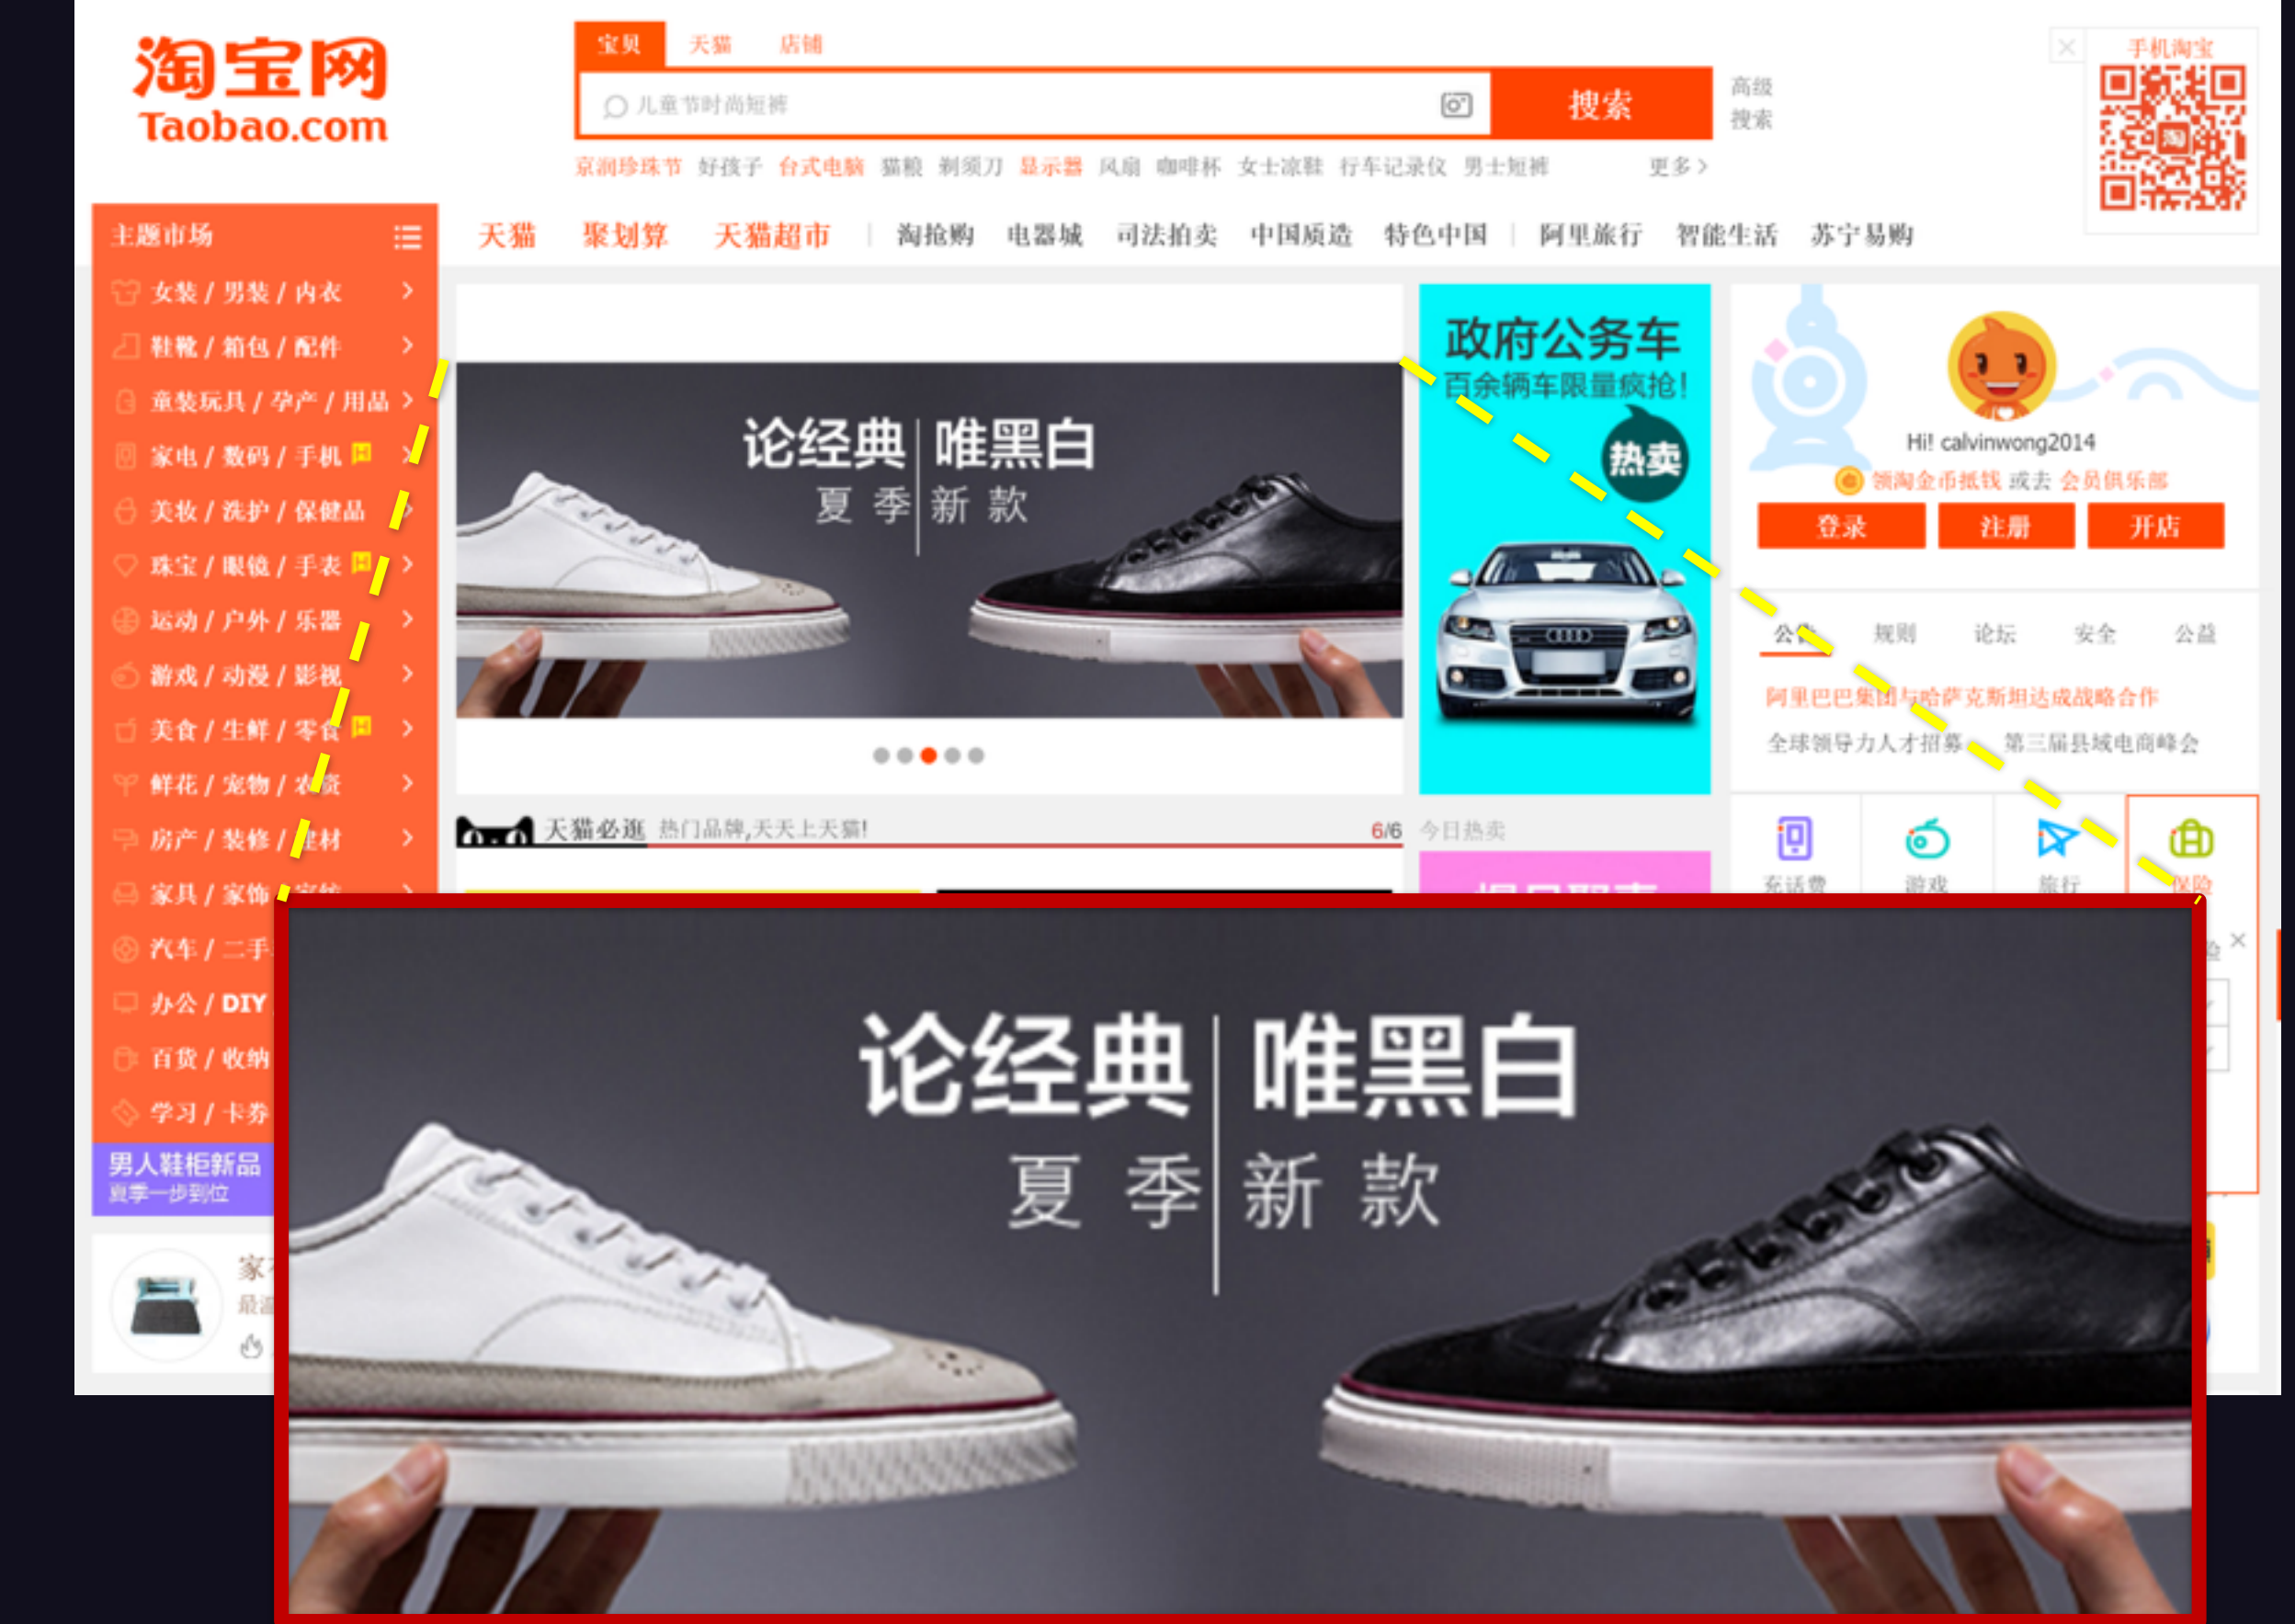 淘宝网
Taobao.com
宝贝 天猫 店铺
儿童节时尚短裤
搜索
高级
搜索
手机淘宝
淘
京润珍珠节 好孩子 台式电脑 猫粮 剃须刀 显示器 风扇 咖啡杯 女士凉鞋 行车记录仪 男士短裤 更多
主题市场
天猫 聚划算 天猫超市 淘抢购 电器城 司法拍卖 中国质造 特色中国 阿里旅行 智能生活 苏宁易购
女装 / 男装 / 内衣
鞋靴 / 箱包 / 配件
童装玩具 / 孕产 / 用品
家电 / 数码 / 手机 H
美妆 / 洗护 / 保健品
珠宝 / 眼镜 / 手表 H
运动 / 户外 / 乐器
游戏 / 动漫 / 影视
美食 / 生鲜 / 零食 H
鲜花 / 宠物 / 农资
房产 / 装修 / 建材
家具 / 家饰
汽车 / 二手
办公 / DIY
百货 / 收纳
学习 / 卡券
男人鞋柜新品
夏季一步到位
论经典 唯黑白
夏季 新款
政府公务车
百余辆车限量疯抢!
热卖
Hi! calvinwong2014
领淘金币抵钱 或去 会员俱乐部
登录 注册 开店
公告 规则 论坛 安全 公益
阿里巴巴集团与哈萨克斯坦达成战略合作
全球领导力人才招募 第三届县域电商峰会
天猫必逛 热门品牌,天天上天猫! 6/6
今日热卖
充话费 游戏 旅行 保险
论经典 唯黑白
夏季 新款
家
最